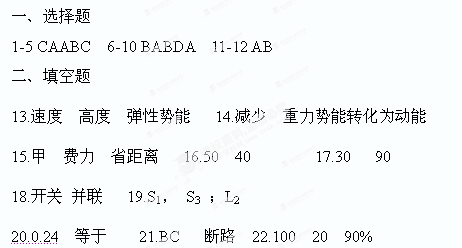 一、选择题
1-5 CAABC 6-10 BABDA 11-12 AB
二、填空题
13.速度 高度 弹性势能 14.减少 重力势能转化为动能
15.甲 费力 省距离 16.50 40 17.30 90
18.开关 并联 19.S₁， S₃ ；L₂
20.0.24 等于 21.BC 断路 22.100 20 90%